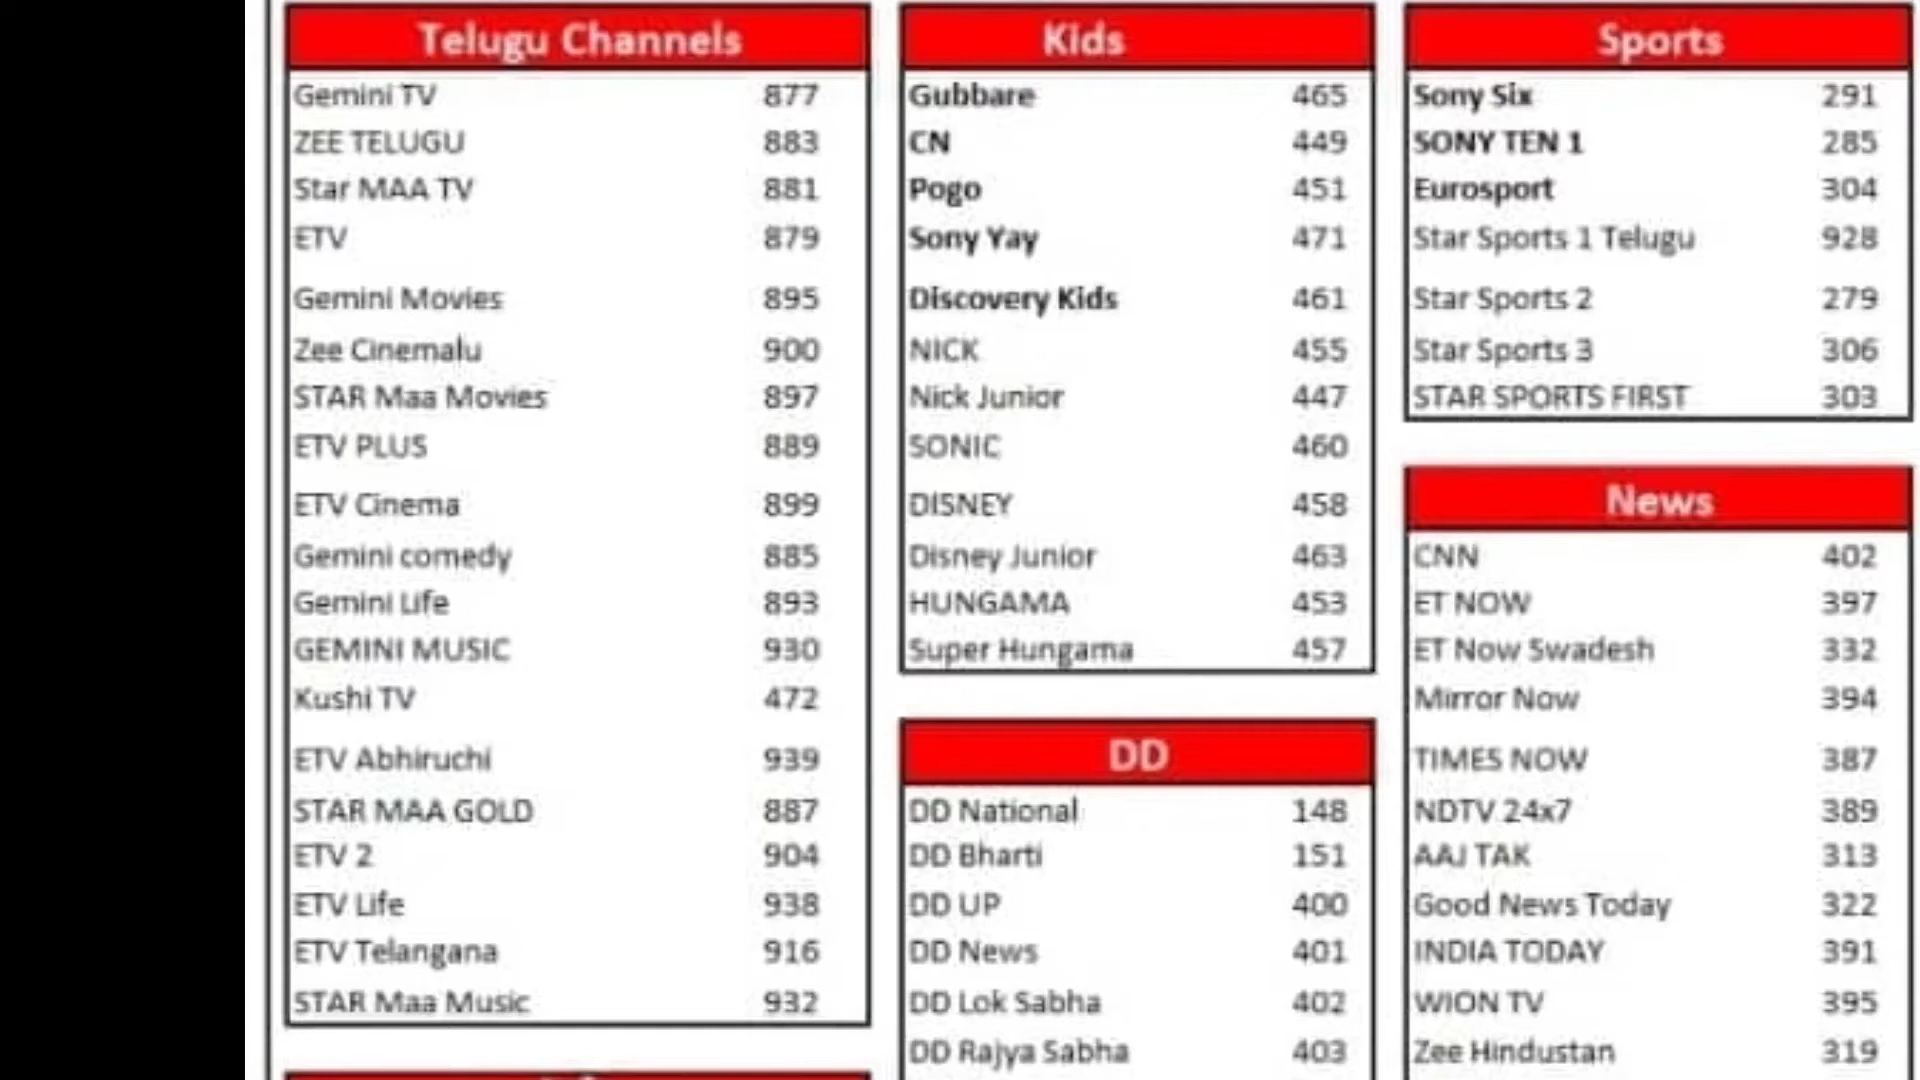 Telugu Channels
Gemini TV 877
ZEE TELUGU 883
Star MAA TV 881
ETV 879
Gemini Movies 895
Zee Cinemalu 900
STAR Maa Movies 897
ETV PLUS 889
ETV Cinema 899
Gemini comedy 885
Gemini Life 893
GEMINI MUSIC 930
Kushi TV 472
ETV Abhiruchi 939
STAR MAA GOLD 887
ETV 2 904
ETV Life 938
ETV Telangana 916
STAR Maa Music 932
Kids
Gubbare 465
CN 449
Pogo 451
Sony Yay 471
Discovery Kids 461
NICK 455
Nick Junior 447
SONIC 460
DISNEY 458
Disney Junior 463
HUNGAMA 453
Super Hungama 457
DD
DD National 148
DD Bharti 151
DD UP 400
DD News 401
DD Lok Sabha 402
DD Rajya Sabha 403
Sports
Sony Six 291
SONY TEN 1 285
Eurosport 304
Star Sports 1 Telugu 928
Star Sports 2 279
Star Sports 3 306
STAR SPORTS FIRST 303
News
CNN 402
ET NOW 397
ET Now Swadesh 332
Mirror Now 394
TIMES NOW 387
NDTV 24x7 389
AAJ TAK 313
Good News Today 322
INDIA TODAY 391
WION TV 395
Zee Hindustan 319